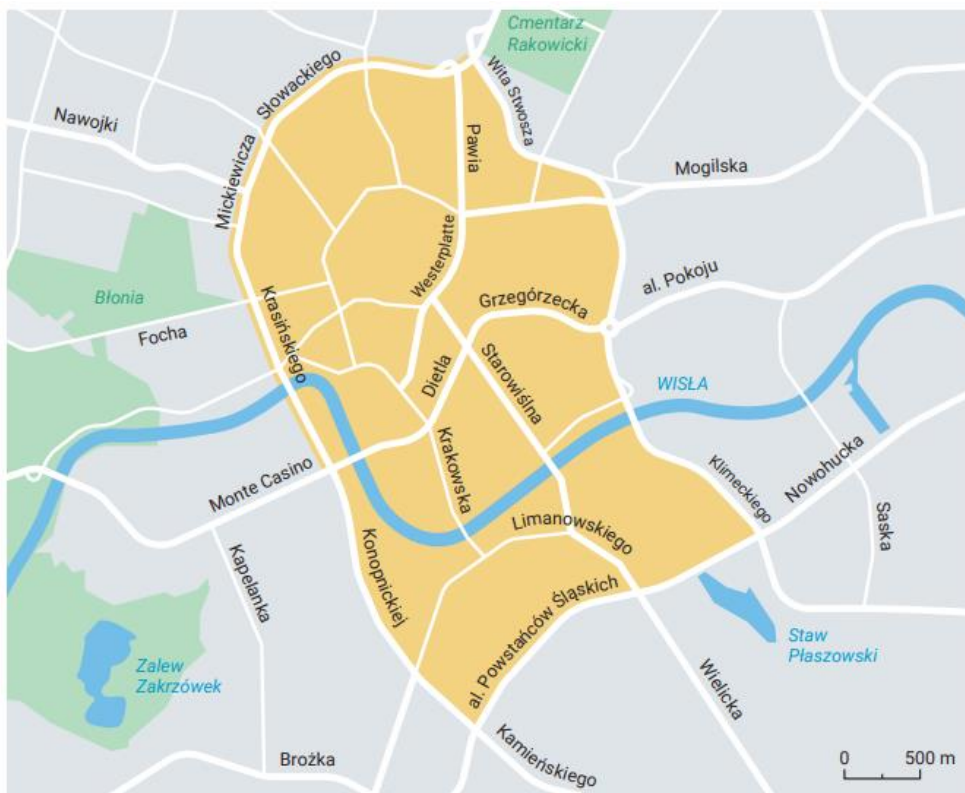 Cmentarz
Rakowicki
Słowackiego
Wita Stwosza
Nawojki
Pawia
Mickiewicza
Mogilska
Westerplatte
al. Pokoju
Błonia
Grzegórzecka
Krasińskiego
Focha
Dietla
Starowiślna
WISŁA
Krakowska
Monte Casino
Klimeckiego
Nowohucka
Limanowskiego
Saska
Konopnickiej
Kapelanka
al. Powstańców Śląskich
Staw
Płaszowski
Zalew
Zakrzówek
Wielicka
Kamieńskiego
Brożka
0 500 m